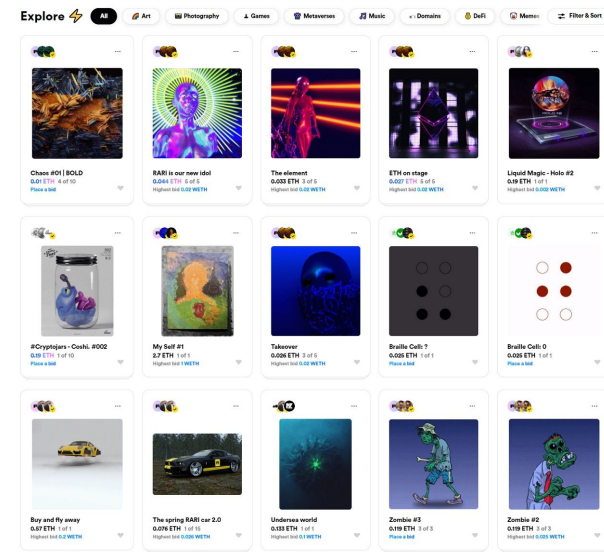 Explore
All
Art
Photography
Games
Metaverses
Music
Domains
DeFi
Memes
Filter & Sort
Chaos #01 | BOLD
0.01 ETH 4 of 10
Place a bid
RARI is our new idol
0.044 ETH 5 of 5
Highest bid 0.02 WETH
The element
0.033 ETH 3 of 5
Highest bid 0.02 WETH
ETH on stage
0.027 ETH 5 of 5
Highest bid 0.02 WETH
Liquid Magic - Holo #2
0.19 ETH 1 of 1
Highest bid 0.002 WETH
#Cryptojars - Coshi. #002
0.19 ETH 1 of 10
Place a bid
My Self #1
2.7 ETH 1 of 1
Highest bid 1 WETH
Takeover
0.026 ETH 3 of 5
Highest bid 0.02 WETH
Braille Cell: ?
0.025 ETH 1 of 1
Place a bid
Braille Cell: 0
0.025 ETH 1 of 1
Place a bid
Buy and fly away
0.57 ETH 1 of 1
Highest bid 0.2 WETH
The spring RARI car 2.0
0.076 ETH 1 of 15
Highest bid 0.026 WETH
Undersea world
0.133 ETH 1 of 1
Highest bid 0.1 WETH
Zombie #3
0.119 ETH 3 of 3
Place a bid
Zombie #2
0.119 ETH 3 of 3
Highest bid 0.025 WETH